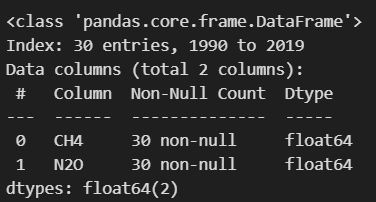 <class 'pandas.core.frame.DataFrame'>
Index: 30 entries, 1990 to 2019
Data columns (total 2 columns):
 #   Column  Non-Null Count  Dtype
---  ------  --------------  -----
 0   CH4     30 non-null     float64
 1   N2O     30 non-null     float64
dtypes: float64(2)